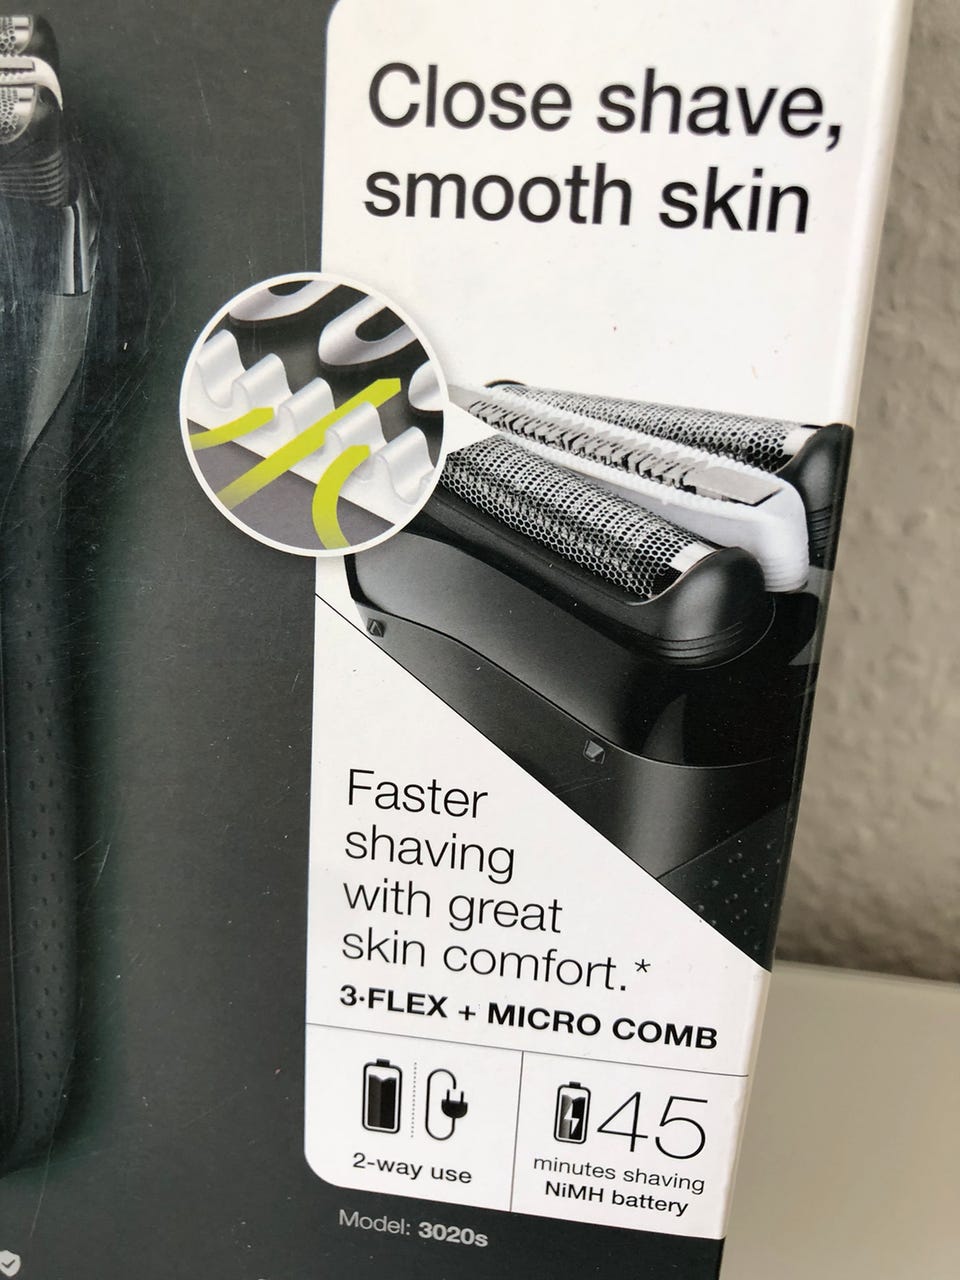 Close shave,
smooth skin
Faster
shaving
with great
skin comfort.*
3·FLEX + MICRO COMB
2-way use
45
minutes shaving
NiMH battery
Model: 3020s